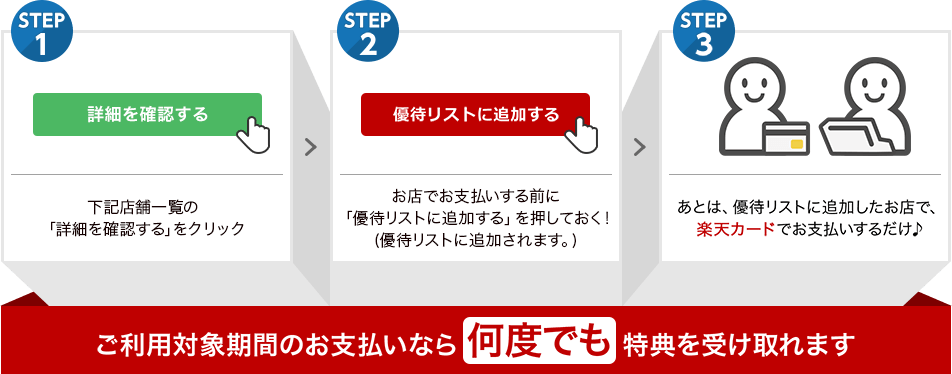 STEP
1
詳細を確認する
下記店舗一覧の
「詳細を確認する」をクリック
STEP
2
優待リストに追加する
お店でお支払いする前に
「優待リストに追加する」を押しておく！
(優待リストに追加されます。)
STEP
3
あとは、優待リストに追加したお店で、
楽天カードでお支払いするだけ♪
ご利用対象期間のお支払いなら 何度でも 特典を受け取れます